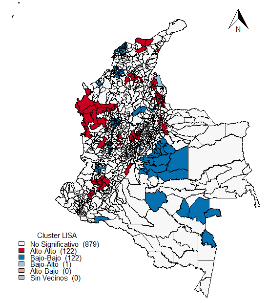 N
Cluster LISA
No Significativo (879)
Alto-Alto (122)
Bajo-Bajo (122)
Bajo-Alto (1)
Alto Bajo (0)
Sin Vecinos (0)